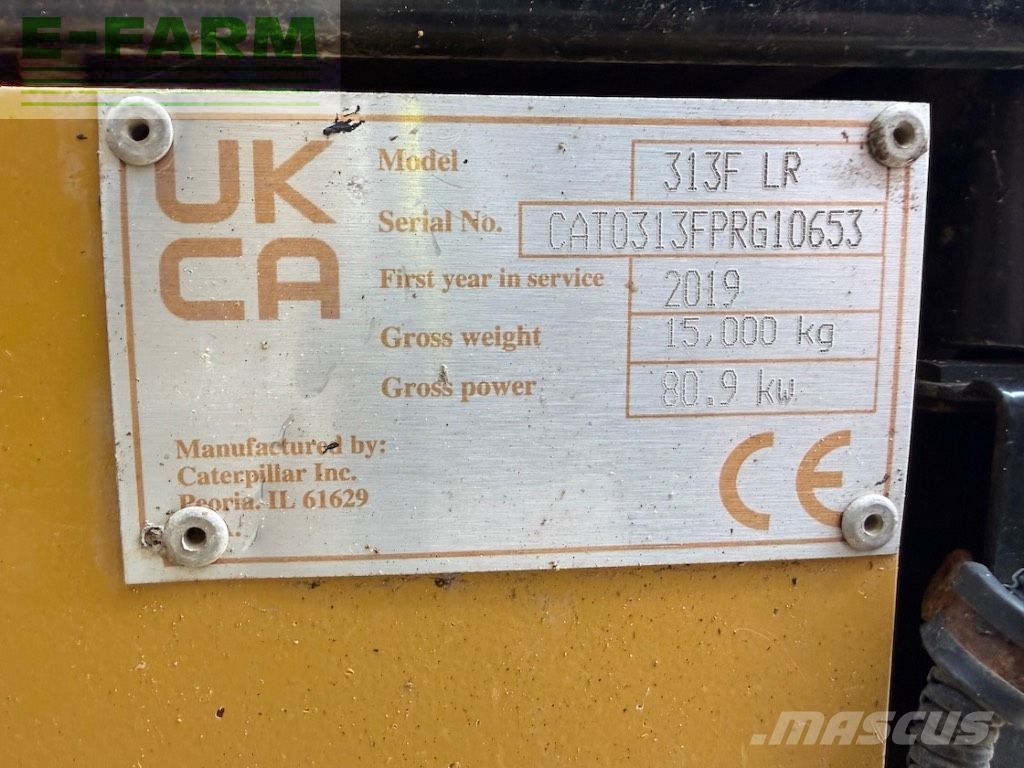 E-FARM
UK
CA
Model 313F LR
Serial No. CAT0313FPRG10653
First year in service 2019
Gross weight 15,000 kg
Gross power 80.9 kw
Manufactured by:
Caterpillar Inc.
Peoria, IL 61629
CE
MASCUS